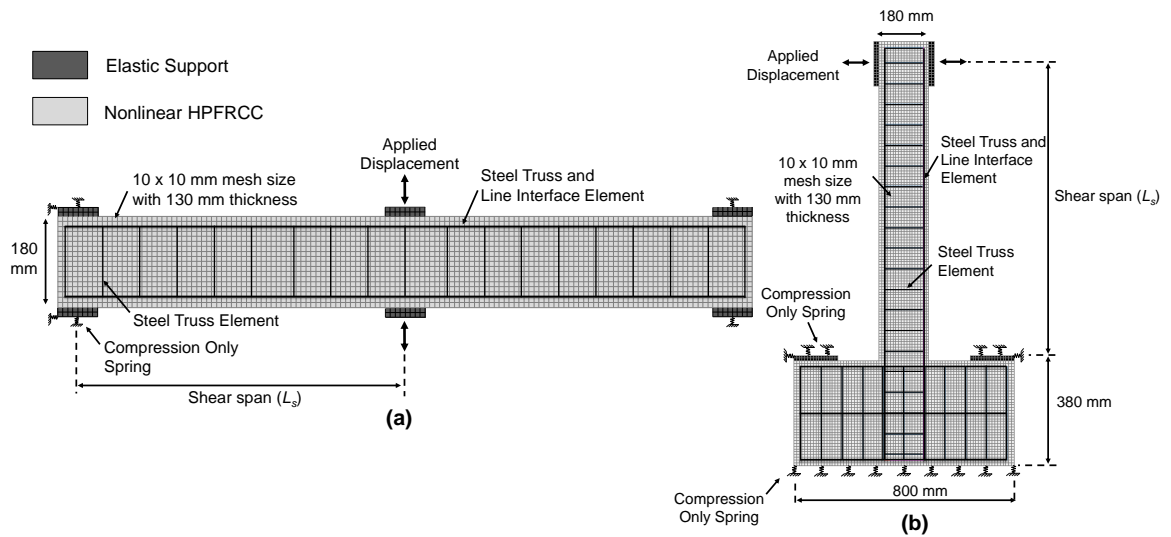 Elastic Support
Nonlinear HPFRCC
10 x 10 mm mesh size
with 130 mm thickness
Applied
Displacement
Steel Truss and
Line Interface Element
180
mm
Steel Truss Element
Compression Only
Spring
Shear span (Ls)
(a)
180 mm
Applied
Displacement
Steel Truss and
Line Interface
Element
10 x 10 mm
mesh size
with 130 mm
thickness
Shear span (Ls)
Steel Truss
Element
Compression
Only Spring
380 mm
Compression
Only Spring
800 mm
(b)